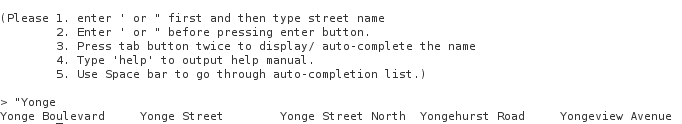 (Please 1. enter ' or " first and then type street name
2. Enter ' or " before pressing enter button.
3. Press tab button twice to display/ auto-complete the name
4. Type 'help' to output help manual.
5. Use Space bar to go through auto-completion list.)
> "Yonge
Yonge Boulevard Yonge Street Yonge Street North Yongehurst Road Yongeview Avenue